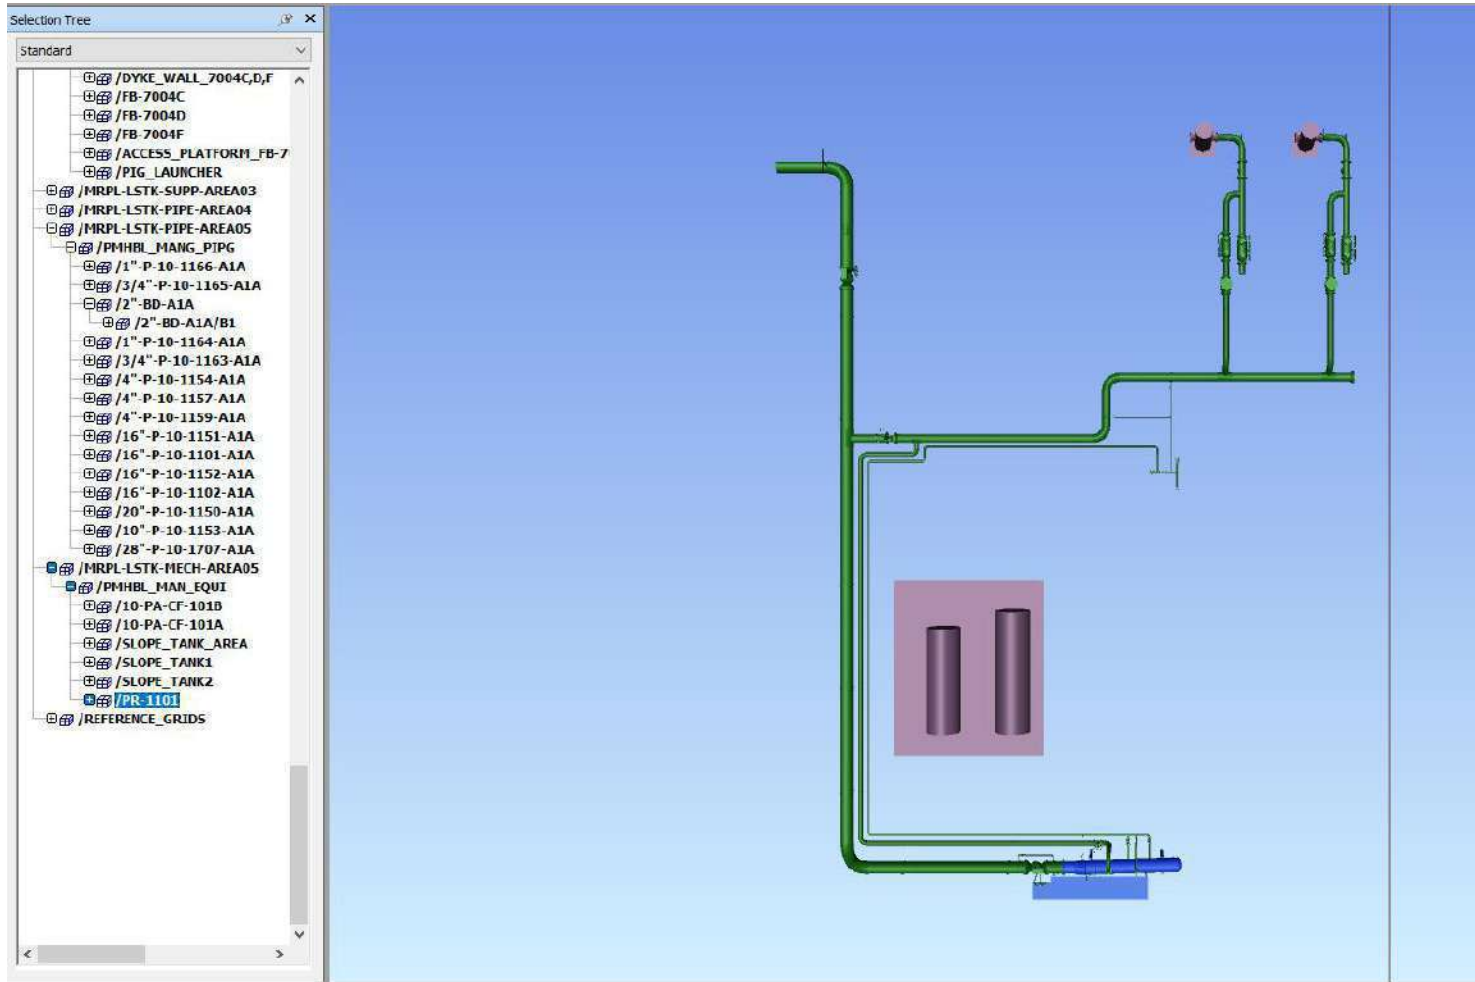 Selection Tree
Standard
/DYKE_WALL_7004C,D,F
/FB-7004C
/FB-7004D
/FB-7004F
/ACCESS_PLATFORM_FB-7
/PIG_LAUNCHER
/MRPL-LSTK-SUPP-AREA03
/MRPL-LSTK-PIPE-AREA04
/MRPL-LSTK-PIPE-AREA05
/PMHBL_MANG_PIPG
/1"-P-10-1166-A1A
/3/4"-P-10-1165-A1A
/2"-BD-A1A
/2"-BD-A1A/B1
/1"-P-10-1164-A1A
/3/4"-P-10-1163-A1A
/4"-P-10-1154-A1A
/4"-P-10-1157-A1A
/4"-P-10-1159-A1A
/16"-P-10-1151-A1A
/16"-P-10-1101-A1A
/16"-P-10-1152-A1A
/16"-P-10-1102-A1A
/20"-P-10-1150-A1A
/10"-P-10-1153-A1A
/28"-P-10-1707-A1A
/MRPL-LSTK-MECH-AREA05
/PMHBL_MAN_EQUI
/10-PA-CF-101B
/10-PA-CF-101A
/SLOPE_TANK_AREA
/SLOPE_TANK1
/SLOPE_TANK2
/PR-1101
/REFERENCE_GRIDS